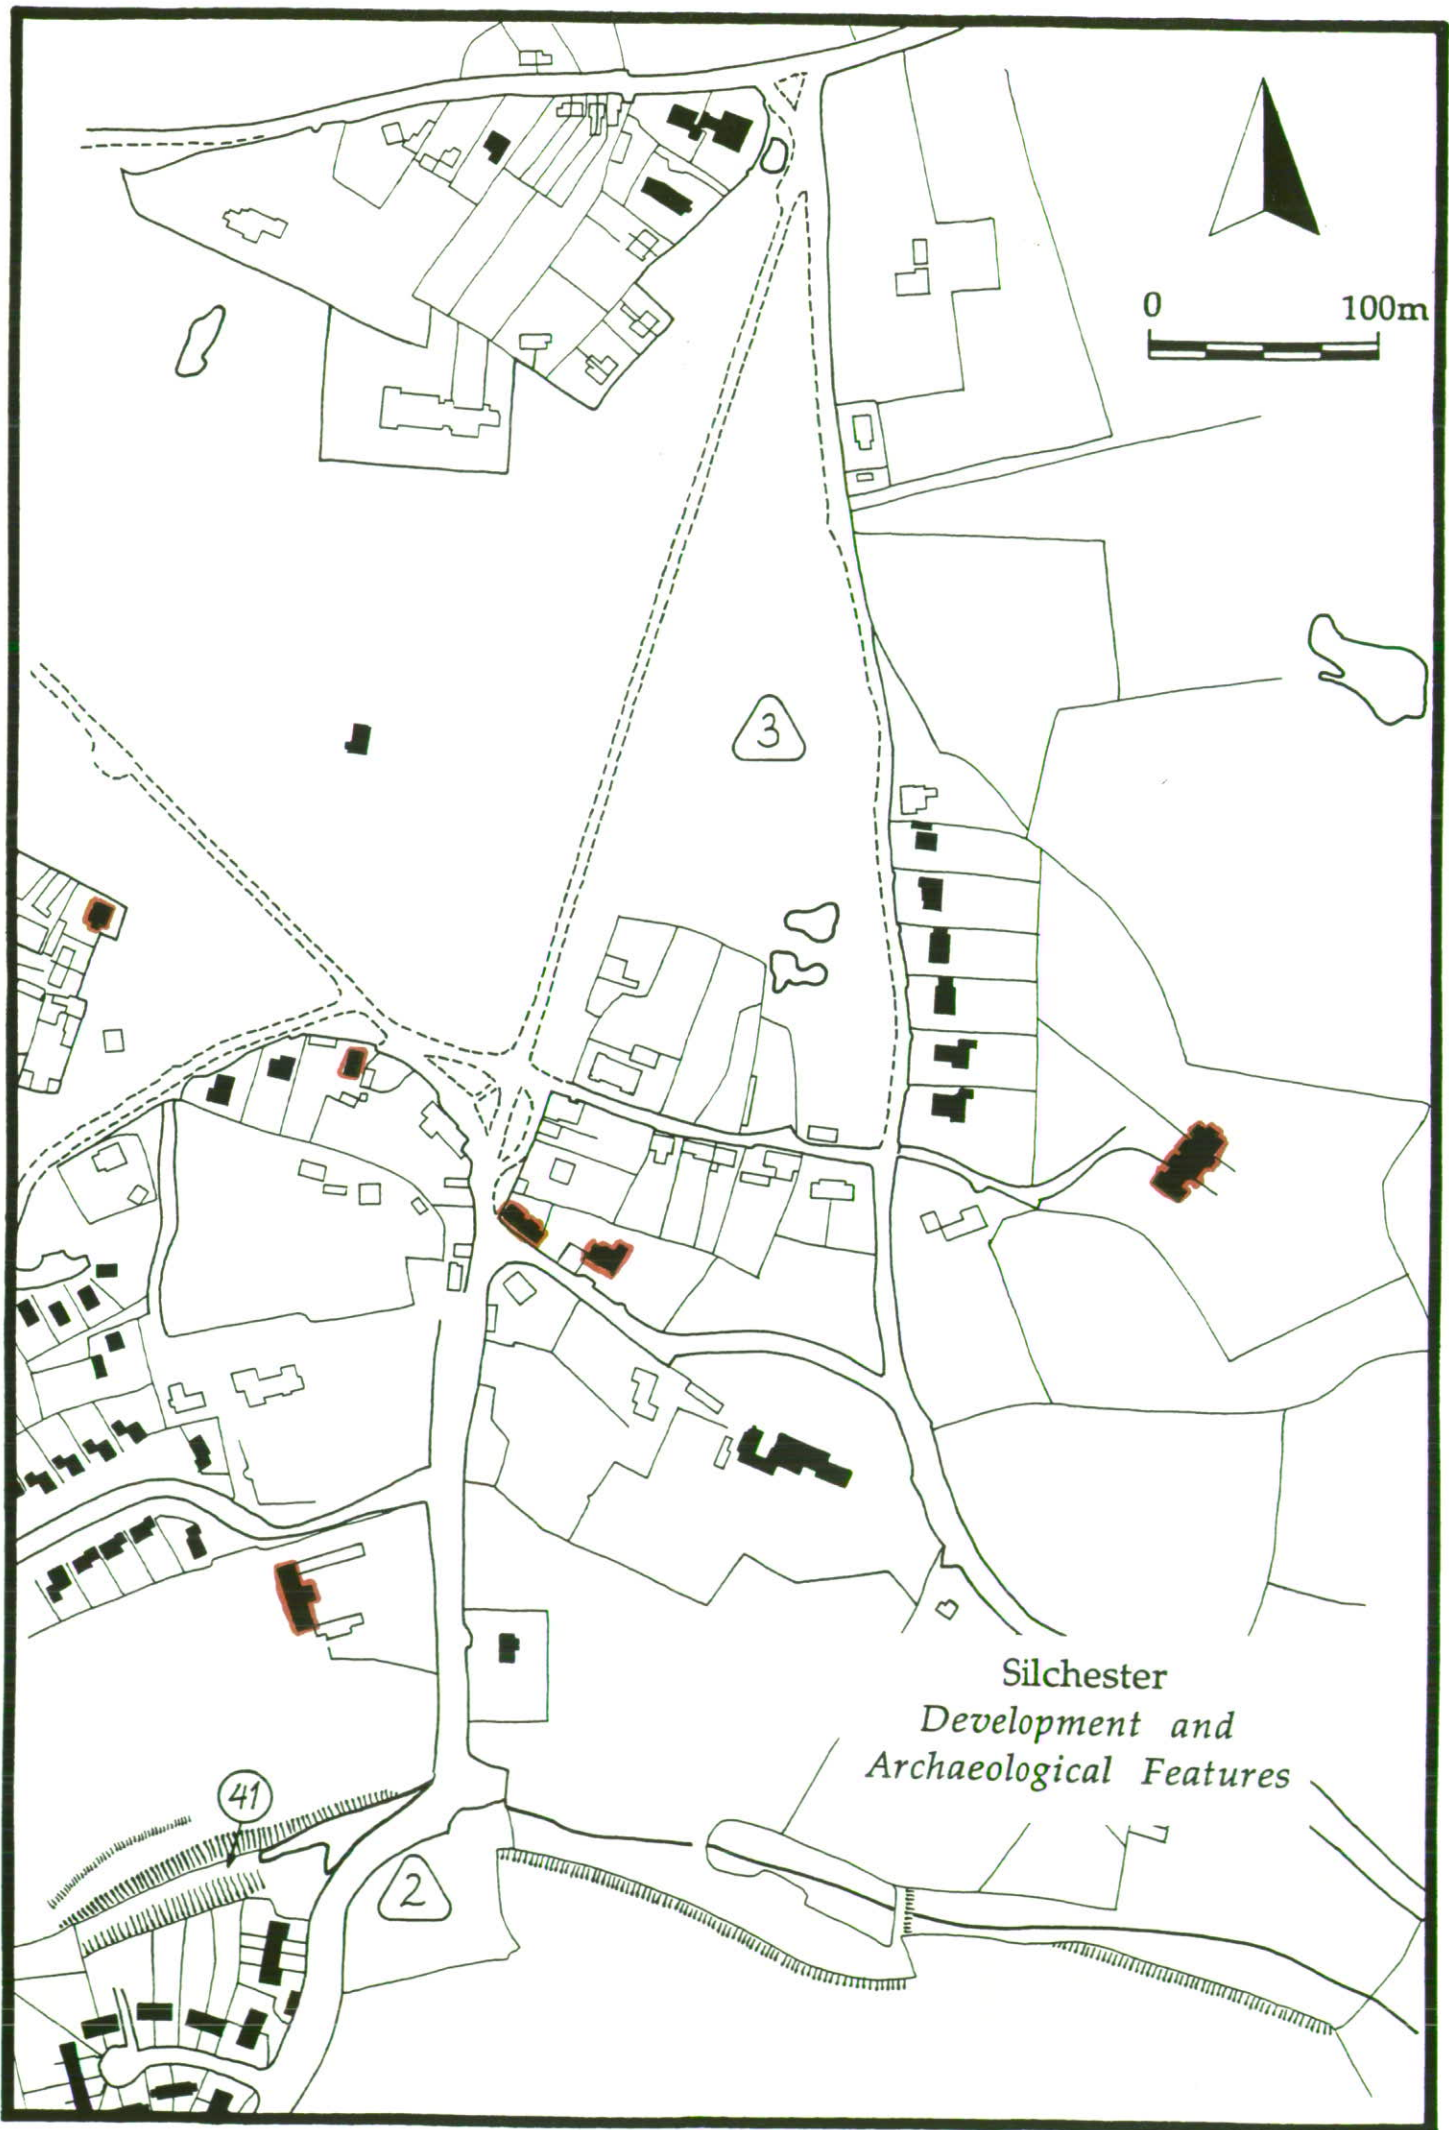 0 100m
3
Silchester
Development and
Archaeological Features
41
2